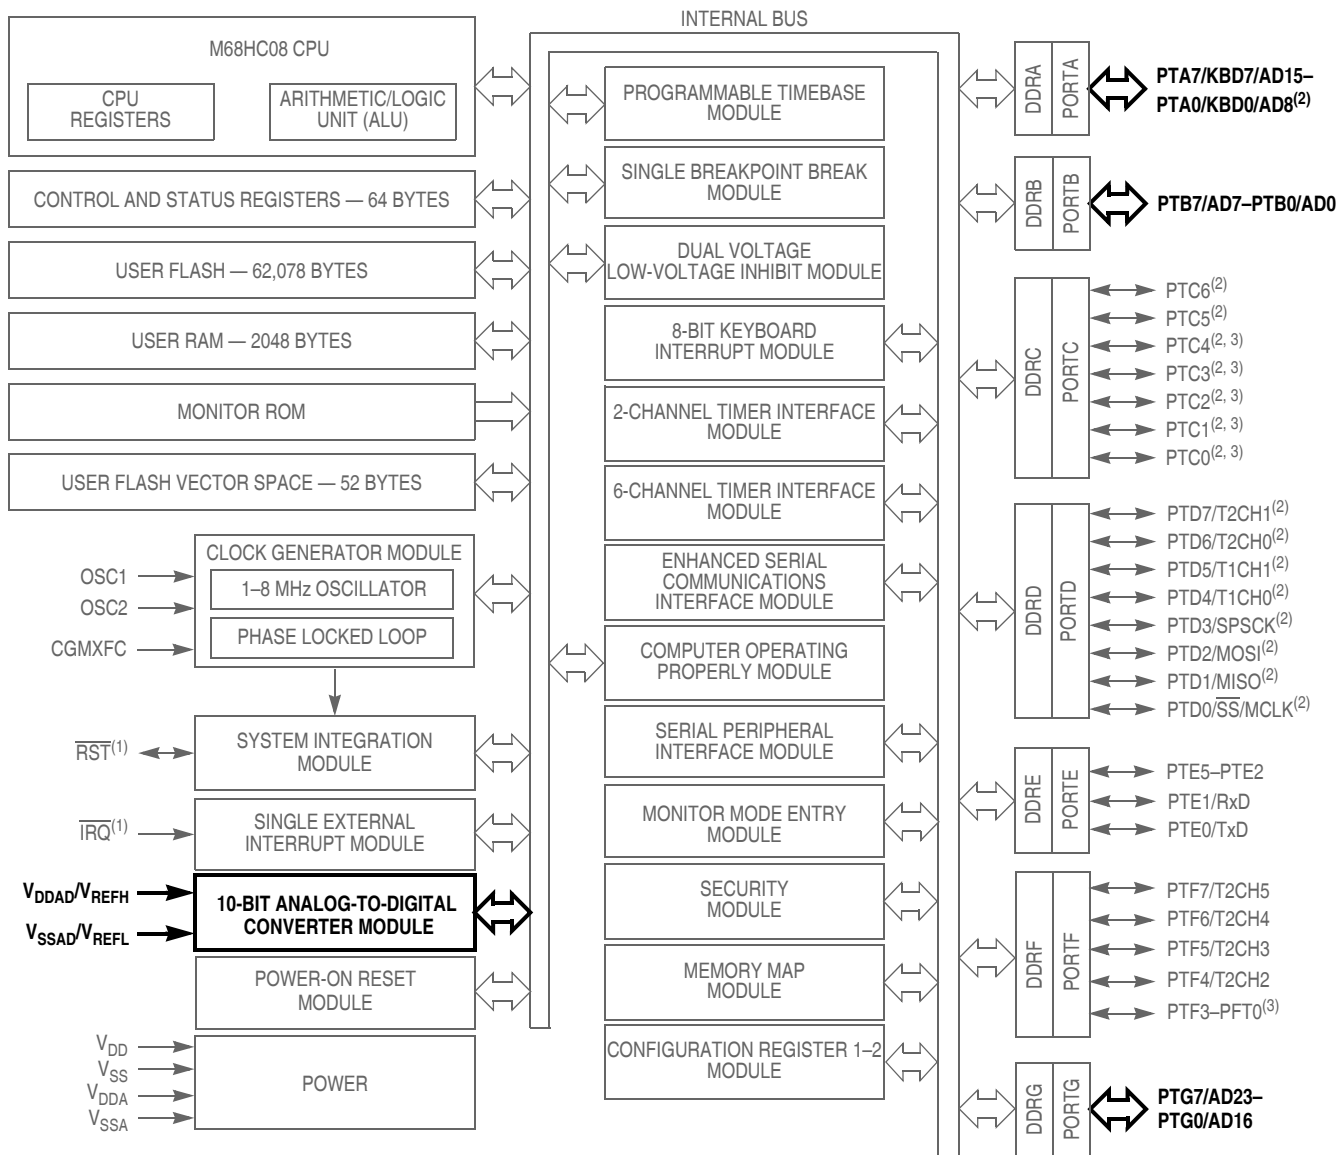 INTERNAL BUS
M68HC08 CPU
CPU
REGISTERS
ARITHMETIC/LOGIC
UNIT (ALU)
CONTROL AND STATUS REGISTERS — 64 BYTES
USER FLASH — 62,078 BYTES
USER RAM — 2048 BYTES
MONITOR ROM
USER FLASH VECTOR SPACE — 52 BYTES
CLOCK GENERATOR MODULE
1–8 MHz OSCILLATOR
PHASE LOCKED LOOP
OSC1
OSC2
CGMXFC
SYSTEM INTEGRATION
MODULE
RST(1)
SINGLE EXTERNAL
INTERRUPT MODULE
IRQ(1)
10-BIT ANALOG-TO-DIGITAL
CONVERTER MODULE
VDDAD/VREFH
VSSAD/VREFL
POWER-ON RESET
MODULE
POWER
VDD
VSS
VDDA
VSSA
PROGRAMMABLE TIMEBASE
MODULE
SINGLE BREAKPOINT BREAK
MODULE
DUAL VOLTAGE
LOW-VOLTAGE INHIBIT MODULE
8-BIT KEYBOARD
INTERRUPT MODULE
2-CHANNEL TIMER INTERFACE
MODULE
6-CHANNEL TIMER INTERFACE
MODULE
ENHANCED SERIAL
COMMUNICATIONS
INTERFACE MODULE
COMPUTER OPERATING
PROPERLY MODULE
SERIAL PERIPHERAL
INTERFACE MODULE
MONITOR MODE ENTRY
MODULE
SECURITY
MODULE
MEMORY MAP
MODULE
CONFIGURATION REGISTER 1–2
MODULE
DDRA
PORTA
PTA7/KBD7/AD15–
PTA0/KBD0/AD8(2)
DDRB
PORTB
PTB7/AD7–PTB0/AD0
DDRC
PORTC
PTC6(2)
PTC5(2)
PTC4(2, 3)
PTC3(2, 3)
PTC2(2, 3)
PTC1(2, 3)
PTC0(2, 3)
DDRD
PORTD
PTD7/T2CH1(2)
PTD6/T2CH0(2)
PTD5/T1CH1(2)
PTD4/T1CH0(2)
PTD3/SPSCK(2)
PTD2/MOSI(2)
PTD1/MISO(2)
PTD0/SS/MCLK(2)
DDRE
PORTE
PTE5–PTE2
PTE1/RxD
PTE0/TxD
DDRF
PORTF
PTF7/T2CH5
PTF6/T2CH4
PTF5/T2CH3
PTF4/T2CH2
PTF3–PFT0(3)
DDRG
PORTG
PTG7/AD23–
PTG0/AD16